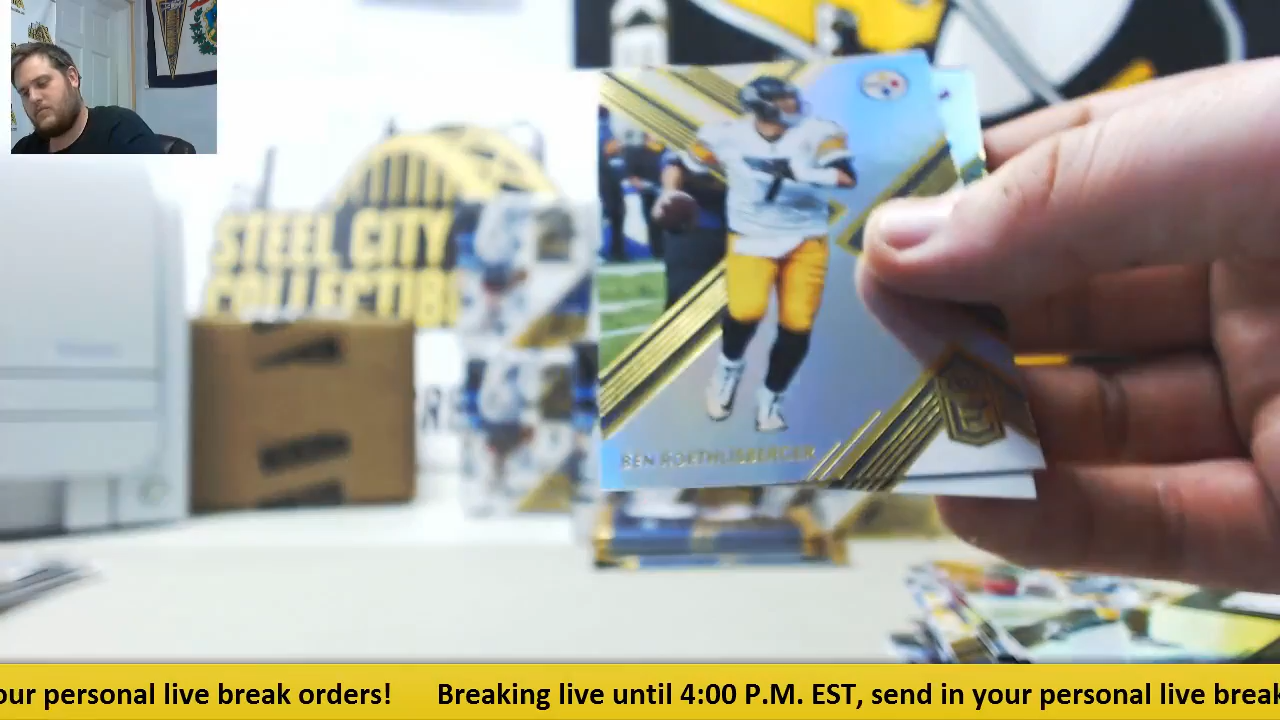 STEEL CITY
COLLECTIB
7
BEN ROETHLISBERGER
our personal live break orders! Breaking live until 4:00 P.M. EST, send in your personal live break